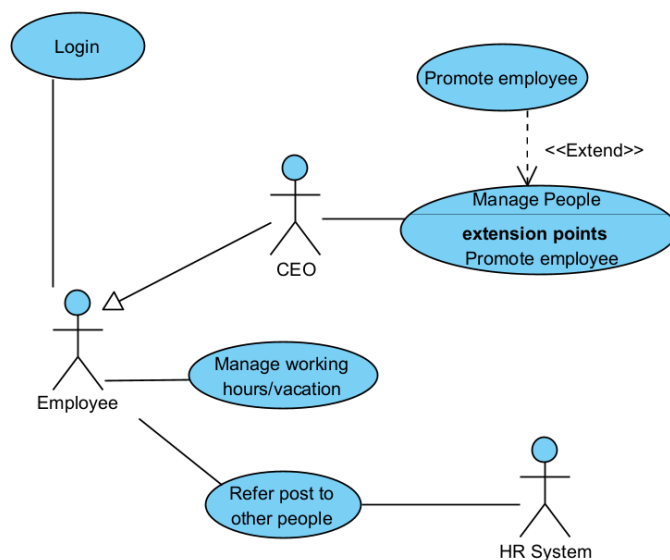 Login
Promote employee
<<Extend>>
Manage People
extension points
Promote employee
CEO
Manage working
hours/vacation
Employee
Refer post to
other people
HR System